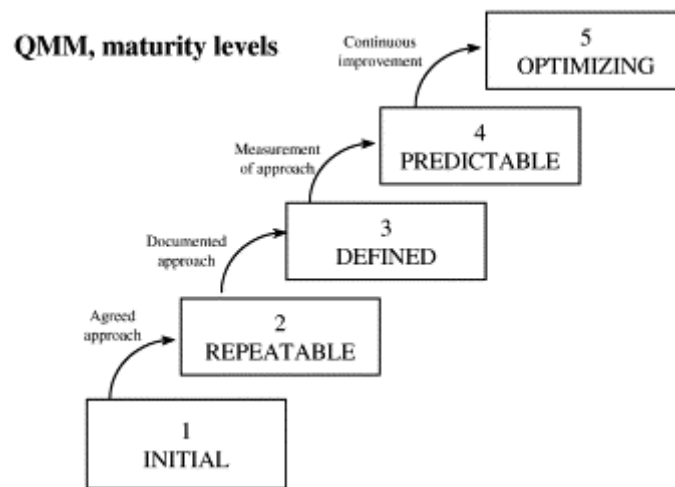 QMM, maturity levels
Continuous
improvement
5
OPTIMIZING
Measurement
of approach
4
PREDICTABLE
Documented
approach
3
DEFINED
Agreed
approach
2
REPEATABLE
1
INITIAL